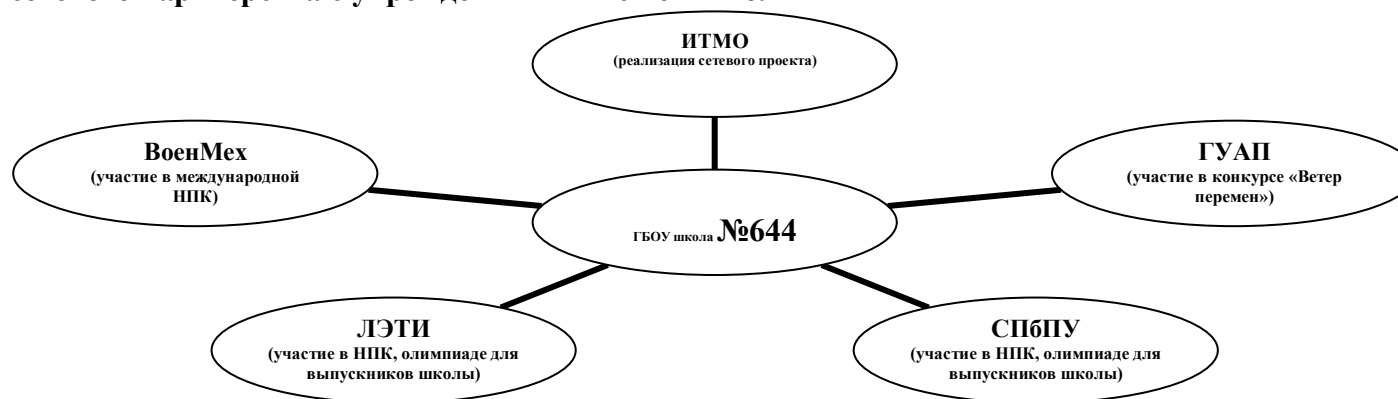 ИТМО
(реализация сетевого проекта)
ВоенМех
(участие в международной
НПК)
ГУАП
(участие в конкурсе «Ветер
перемен»)
ГБОУ школа №644
ЛЭТИ
(участие в НПК, олимпиаде для
выпускников школы)
СПбПУ
(участие в НПК, олимпиаде для
выпускников школы)